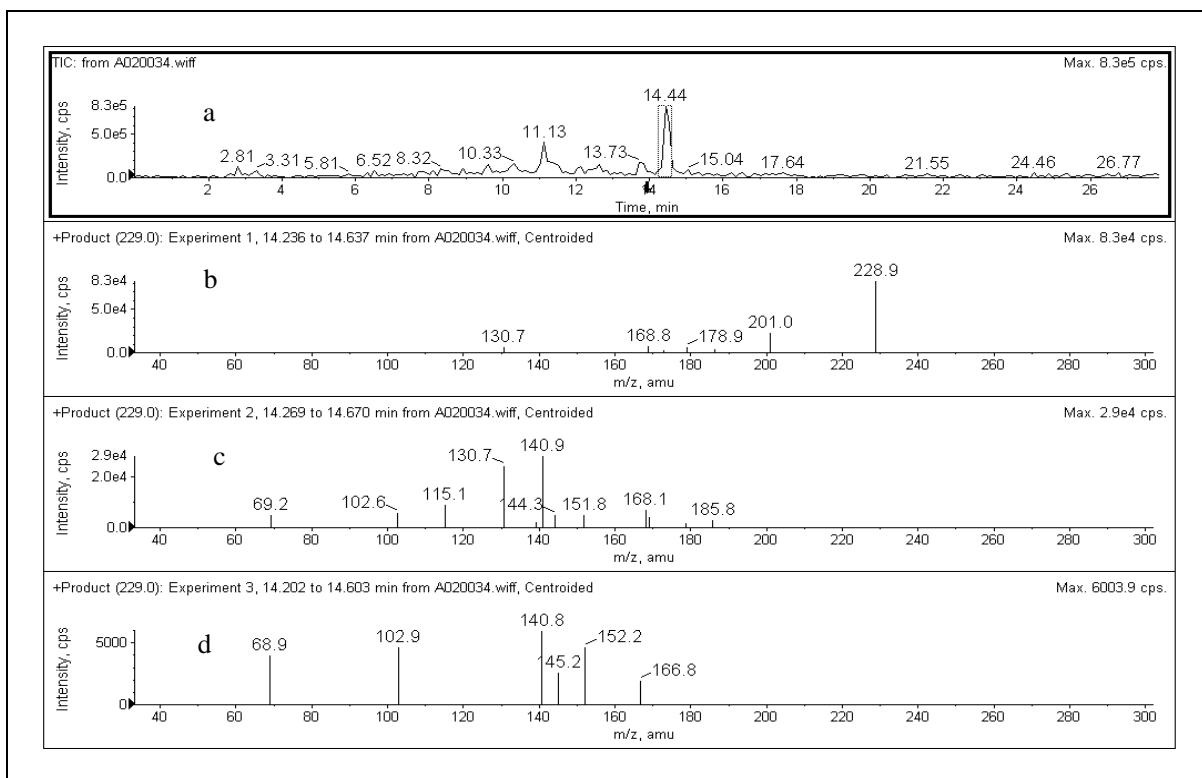 TIC: from A020034.wiff Max. 8.3e5 cps.
a
Intensity, cps
8.3e5
5.0e5
0.0
2.81 3.31 5.81 6.52 8.32 10.33 11.13 13.73 14.44 15.04 17.64 21.55 24.46 26.77
2 4 6 8 10 12 14 16 18 20 22 24 26
Time, min
+Product (229.0): Experiment 1, 14.236 to 14.637 min from A020034.wiff, Centroided Max. 8.3e4 cps.
b
Intensity, cps
8.3e4
5.0e4
0.0
130.7 168.8 178.9 201.0 228.9
40 60 80 100 120 140 160 180 200 220 240 260 280 300
m/z, amu
+Product (229.0): Experiment 2, 14.269 to 14.670 min from A020034.wiff, Centroided Max. 2.9e4 cps.
c
Intensity, cps
2.9e4
2.0e4
0.0
69.2 102.6 115.1 130.7 140.9 144.3 151.8 168.1 185.8
40 60 80 100 120 140 160 180 200 220 240 260 280 300
m/z, amu
+Product (229.0): Experiment 3, 14.202 to 14.603 min from A020034.wiff, Centroided Max. 6003.9 cps.
d
Intensity, cps
5000
0
68.9 102.9 140.8 145.2 152.2 166.8
40 60 80 100 120 140 160 180 200 220 240 260 280 300
m/z, amu